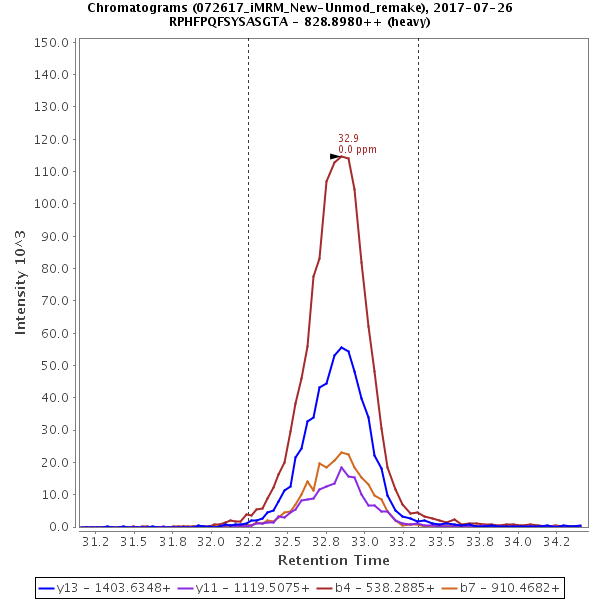 Chromatograms (072617_iMRM_New-Unmod_remake), 2017-07-26
RPHFPQFSYSASGTA - 828.8980++ (heavy)
150.0
140.0
130.0
120.0
110.0
100.0
90.0
80.0
70.0
60.0
50.0
40.0
30.0
20.0
10.0
0.0
Intensity 10^3
32.9
0.0 ppm
31.2 31.5 31.8 32.0 32.2 32.5 32.8 33.0 33.2 33.5 33.8 34.0 34.2
Retention Time
y13 - 1403.6348+ y11 - 1119.5075+ b4 - 538.2885+ b7 - 910.4682+